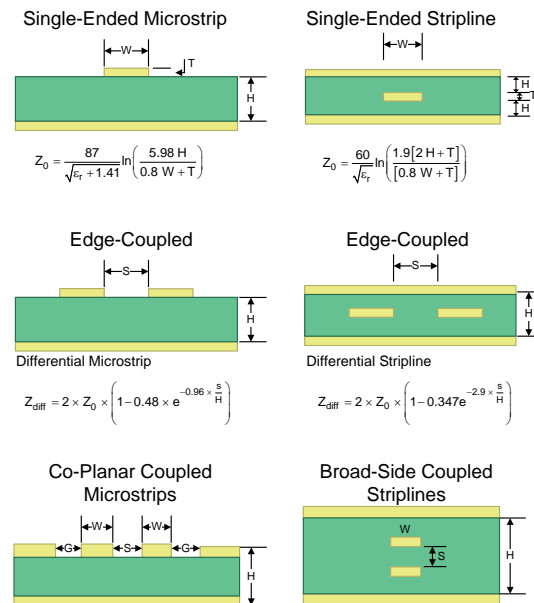 Single-Ended Microstrip
W
T
H
Z0 = 87/√(εr + 1.41) ln(5.98 H/(0.8 W + T))
Single-Ended Stripline
W
H
T
H
Z0 = 60/√εr ln(1.9[2 H + T]/[0.8 W + T])
Edge-Coupled
S
H
Differential Microstrip
Zdiff = 2 × Z0 × (1 − 0.48 × e^(−0.96 × s/H))
Edge-Coupled
S
H
Differential Stripline
Zdiff = 2 × Z0 × (1 − 0.347e^(−2.9 × s/H))
Co-Planar Coupled
Microstrips
W W
G S G
H
Broad-Side Coupled
Striplines
W
S
H